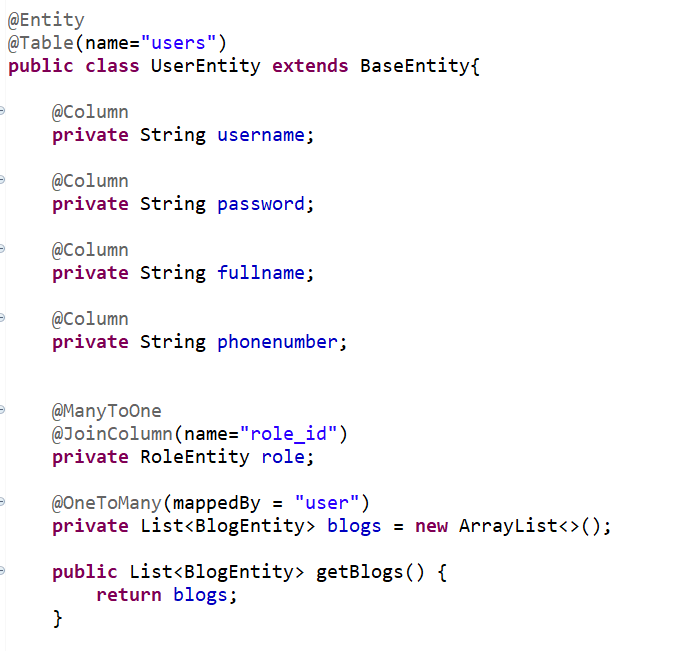 @Entity
@Table(name="users")
public class UserEntity extends BaseEntity{
@Column
private String username;
@Column
private String password;
@Column
private String fullname;
@Column
private String phonenumber;
@ManyToOne
@JoinColumn(name="role_id")
private RoleEntity role;
@OneToMany(mappedBy = "user")
private List<BlogEntity> blogs = new ArrayList<>();
public List<BlogEntity> getBlogs() {
return blogs;
}